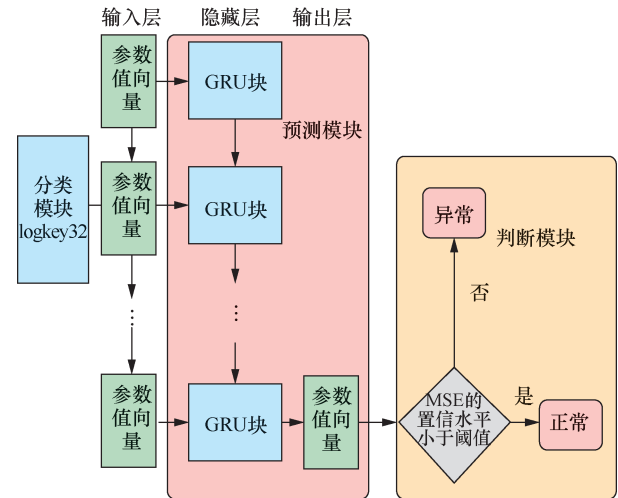 输入层
隐藏层
输出层
参数
值向
量
GRU块
预测模块
分类
模块
logkey32
参数
值向
量
GRU块
异常
判断模块
否
⋮
⋮
参数
值向
量
GRU块
参数
值向
量
MSE的
置信水平
小于阈值
是
正常